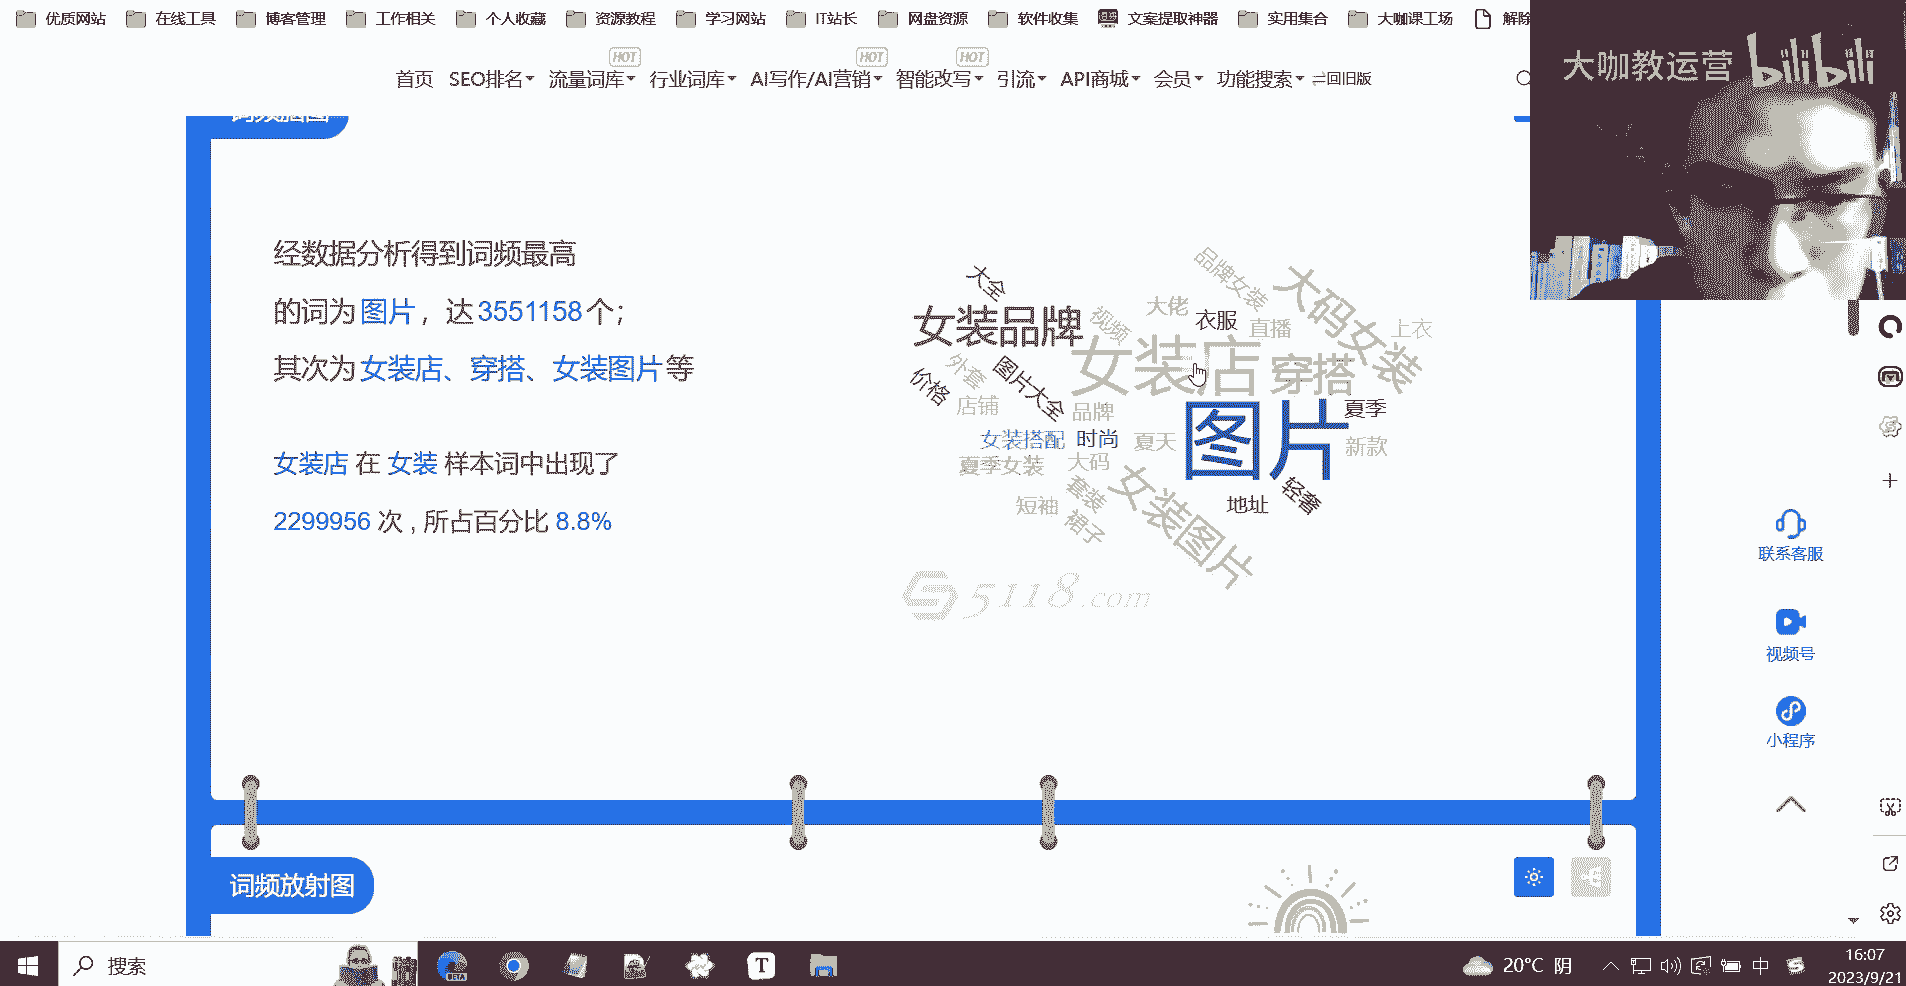 优质网站 在线工具 博客管理 工作相关 个人收藏 资源教程 学习网站 IT站长 网盘资源 软件收集 文案提取神器 实用集合 大咖课工场 解除
大咖教运营 bilibili
HOT HOT HOT
首页 SEO排名 流量词库 行业词库 AI写作/AI营销 智能改写 引流 API商城 会员 功能搜索 回旧版
经数据分析得到词频最高
的词为 图片 ，达 3551158 个；
其次为 女装店、穿搭、女装图片 等
女装店 在 女装 样本词中出现了
2299956 次 , 所占百分比 8.8%
大全
品牌女装
大码女装
女装品牌
视频
大佬
衣服
直播
上衣
外套
图片大全
女装店
穿搭
价格
店铺
品牌
图片
夏季
女装搭配
时尚
夏天
新款
夏季女装
大码
套装
女装图片
轻奢
短袖
裙子
地址
5118.com
联系客服
视频号
小程序
词频放射图
搜索
BETA
T
20°C 阴
中
16:07
2023/9/21